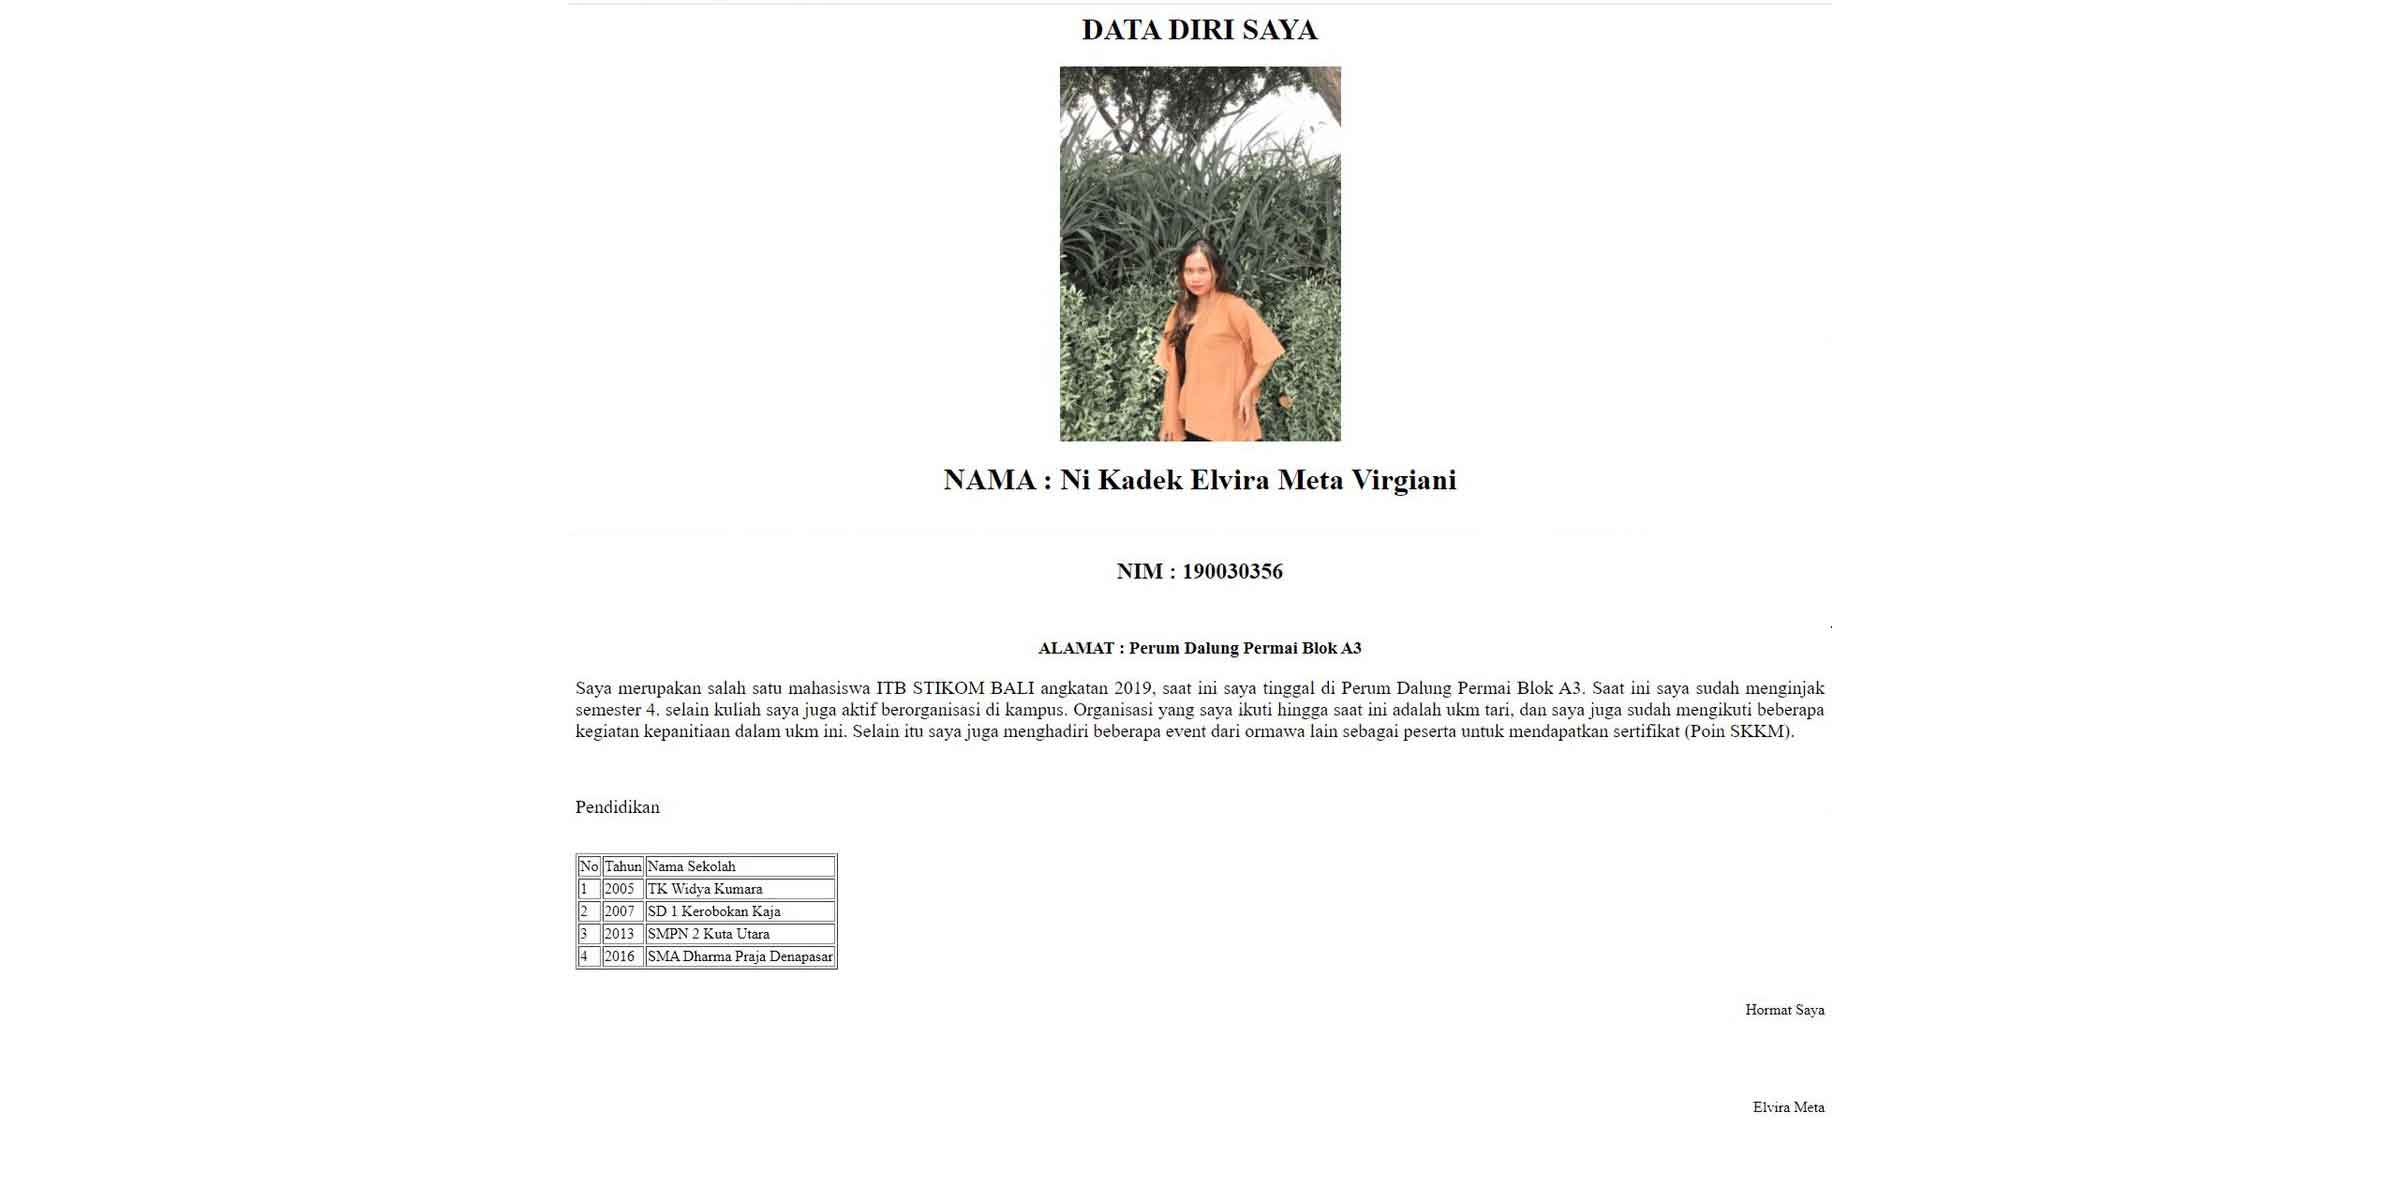 DATA DIRI SAYA
NAMA : Ni Kadek Elvira Meta Virgiani
NIM : 190030356
ALAMAT : Perum Dalung Permai Blok A3
Saya merupakan salah satu mahasiswa ITB STIKOM BALI angkatan 2019, saat ini saya tinggal di Perum Dalung Permai Blok A3. Saat ini saya sudah menginjak
semester 4. selain kuliah saya juga aktif berorganisasi di kampus. Organisasi yang saya ikuti hingga saat ini adalah ukm tari, dan saya juga sudah mengikuti beberapa
kegiatan kepanitiaan dalam ukm ini. Selain itu saya juga menghadiri beberapa event dari ormawa lain sebagai peserta untuk mendapatkan sertifikat (Poin SKKM).
Pendidikan
No Tahun Nama Sekolah
1 2005 TK Widya Kumara
2 2007 SD 1 Kerobokan Kaja
3 2013 SMPN 2 Kuta Utara
4 2016 SMA Dharma Praja Denapasar
Hormat Saya
Elvira Meta